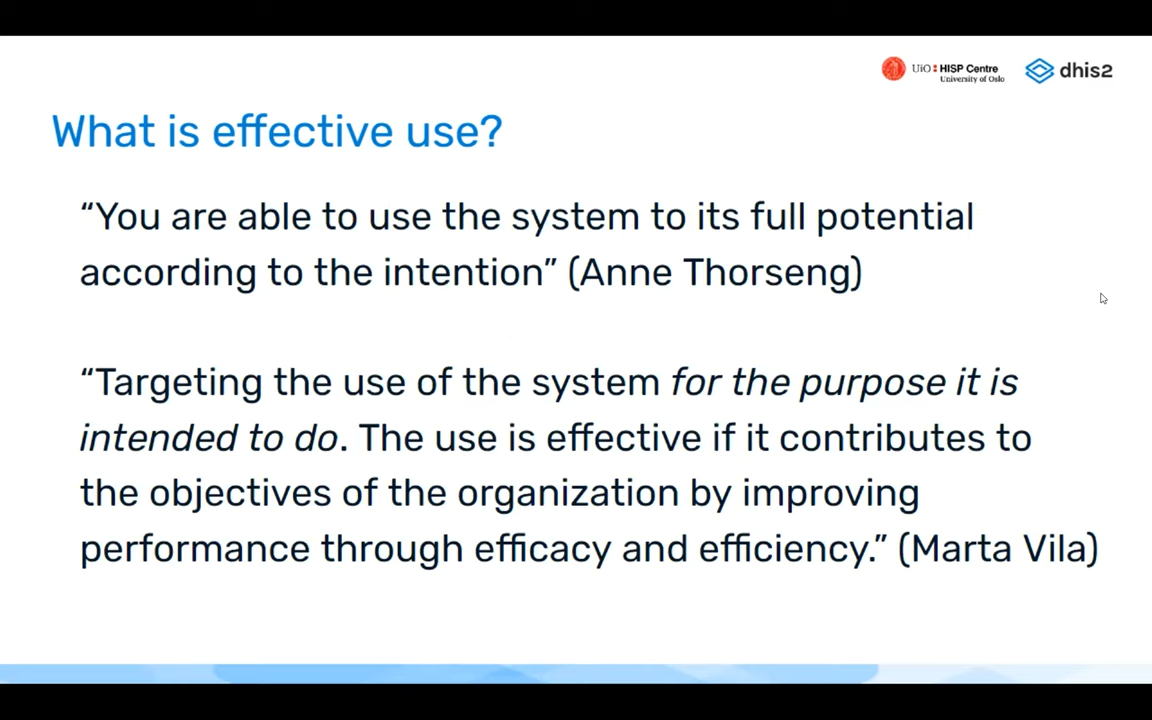 UiO: HISP Centre
University of Oslo
dhis2
What is effective use?
“You are able to use the system to its full potential
according to the intention” (Anne Thorseng)
“Targeting the use of the system for the purpose it is
intended to do. The use is effective if it contributes to
the objectives of the organization by improving
performance through efficacy and efficiency.” (Marta Vila)